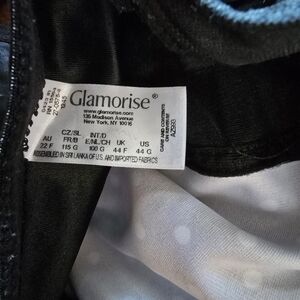 Glamorise®
www.glamorise.com
135 Madison Avenue
New York, NY 10016
CZ/SL INT/D
AU FR/B E/NL/CH UK US
22 F 115 G 100 G 44 F 44 G
ASSEMBLED IN SRI LANKA OF U.S. AND IMPORTED FABRICS